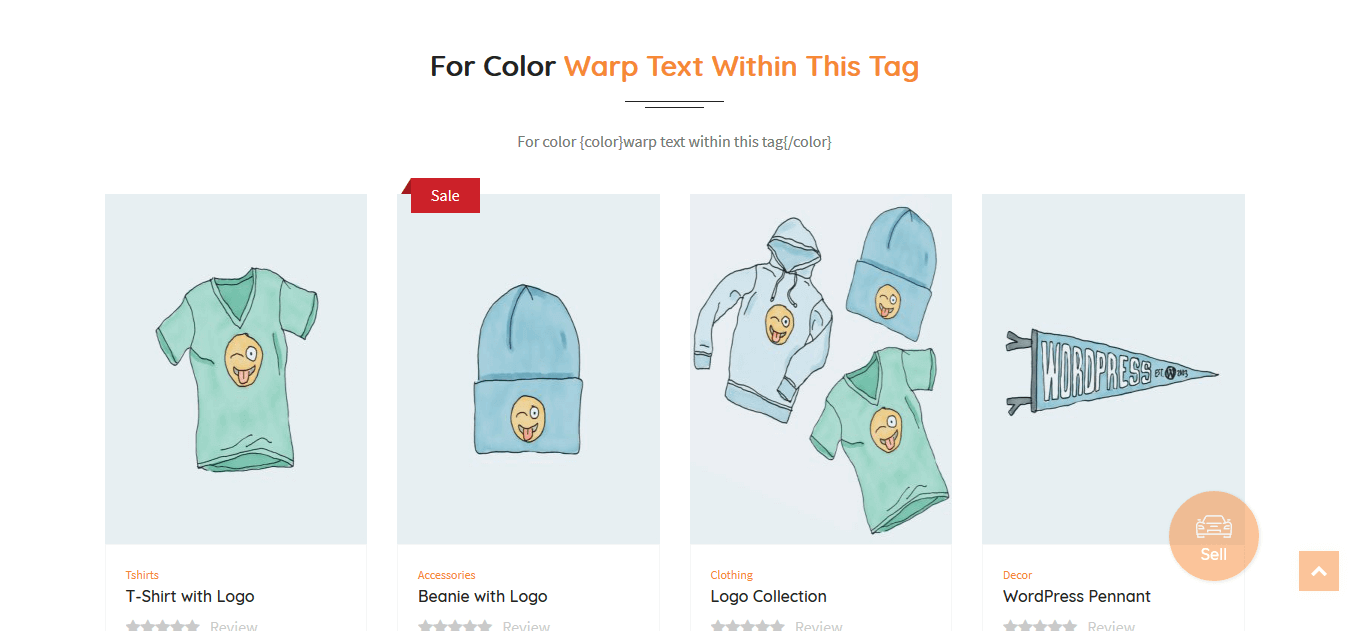 For Color Warp Text Within This Tag
For color {color}warp text within this tag{/color}
Sale
WORDPRESS EST. W 2003
Sell
Tshirts
T-Shirt with Logo
Review
Accessories
Beanie with Logo
Review
Clothing
Logo Collection
Review
Decor
WordPress Pennant
Review